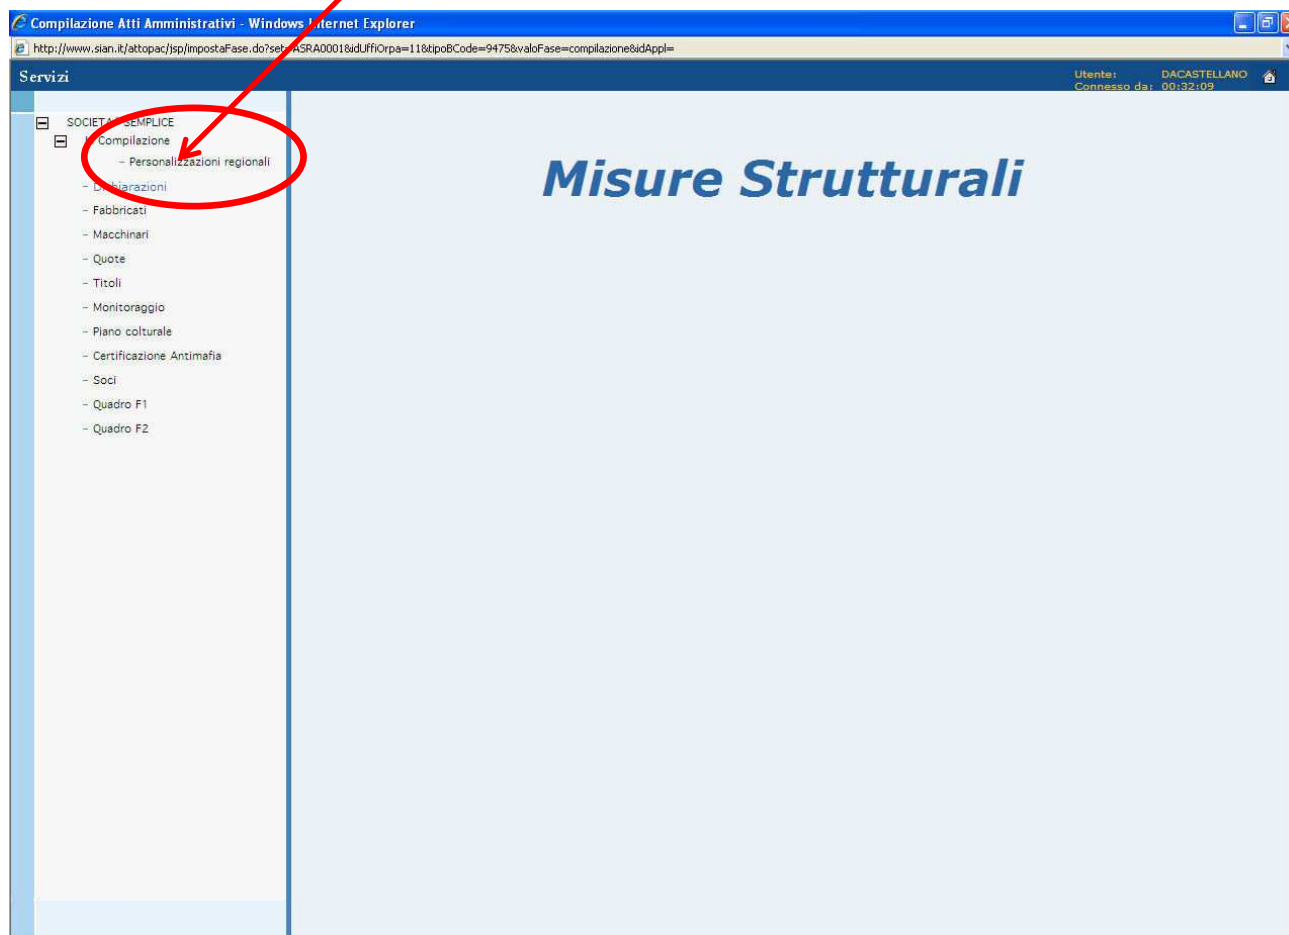 Compilazione Atti Amministrativi - Windows Internet Explorer
http://www.sian.it/attopac/jsp/impostaFase.do?set=ASRA0001&idUffiOrpa=11&tipoBCode=9475&valoFase=compilazione&idAppl=
Servizi
Utente: DACASTELLANO
Connesso da: 00:32:09
SOCIETA' SEMPLICE
In Compilazione
- Personalizzazioni regionali
- Dichiarazioni
- Fabbricati
- Macchinari
- Quote
- Titoli
- Monitoraggio
- Piano colturale
- Certificazione Antimafia
- Soci
- Quadro F1
- Quadro F2
Misure Strutturali